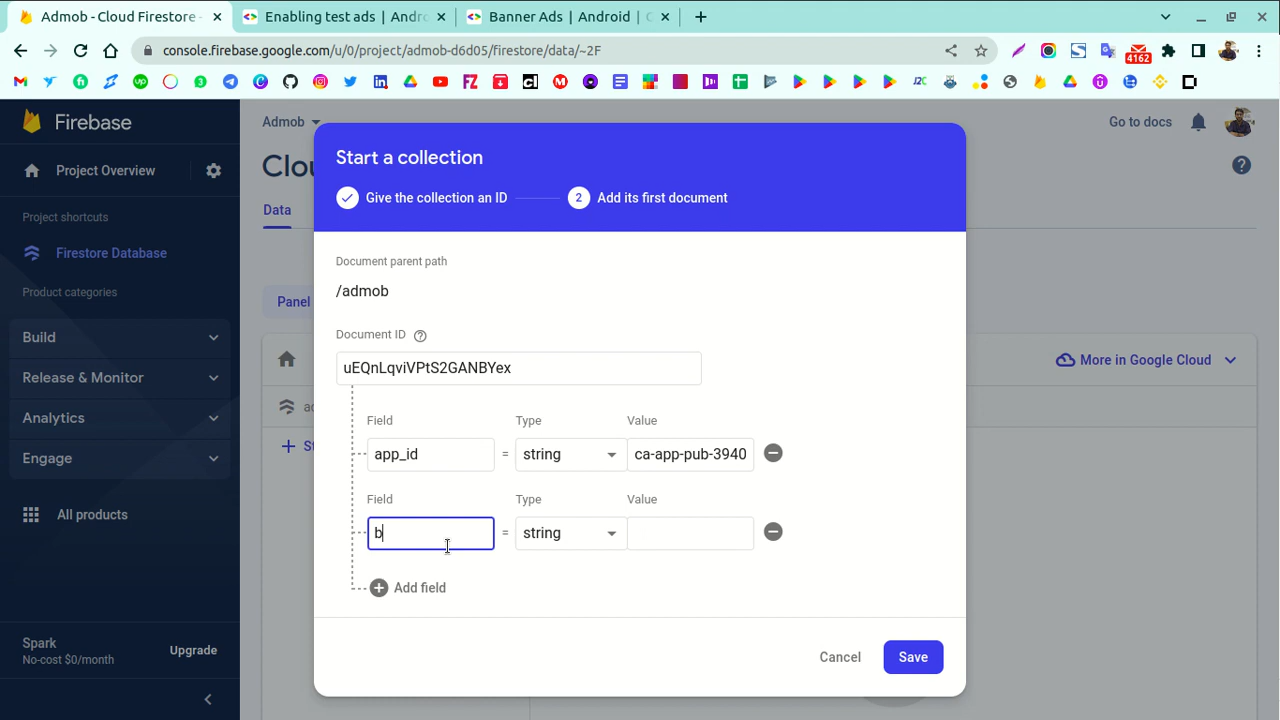 Admob - Cloud Firestore -
Enabling test ads | Andro
Banner Ads | Android | G
console.firebase.google.com/u/0/project/admob-d6d05/firestore/data/~2F
4162
Firebase
Admob
Go to docs
Project Overview
Clou
Project shortcuts
Data
Firestore Database
Product categories
Panel
Build
More in Google Cloud
Release & Monitor
ad
Analytics
St
Engage
All products
Spark
No-cost $0/month
Upgrade
Start a collection
Give the collection an ID
2 Add its first document
Document parent path
/admob
Document ID
uEQnLqviVPtS2GANBYex
Field Type Value
app_id = string ca-app-pub-3940
Field Type Value
b = string
Add field
Cancel Save